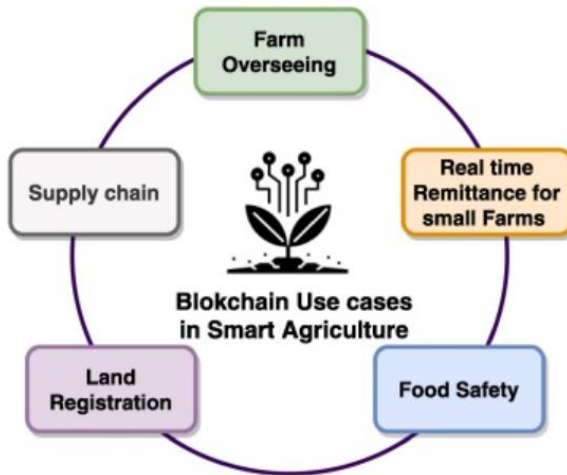 Farm
Overseeing
Supply chain
Real time
Remittance for
small Farms
Blokchain Use cases
in Smart Agriculture
Land
Registration
Food Safety